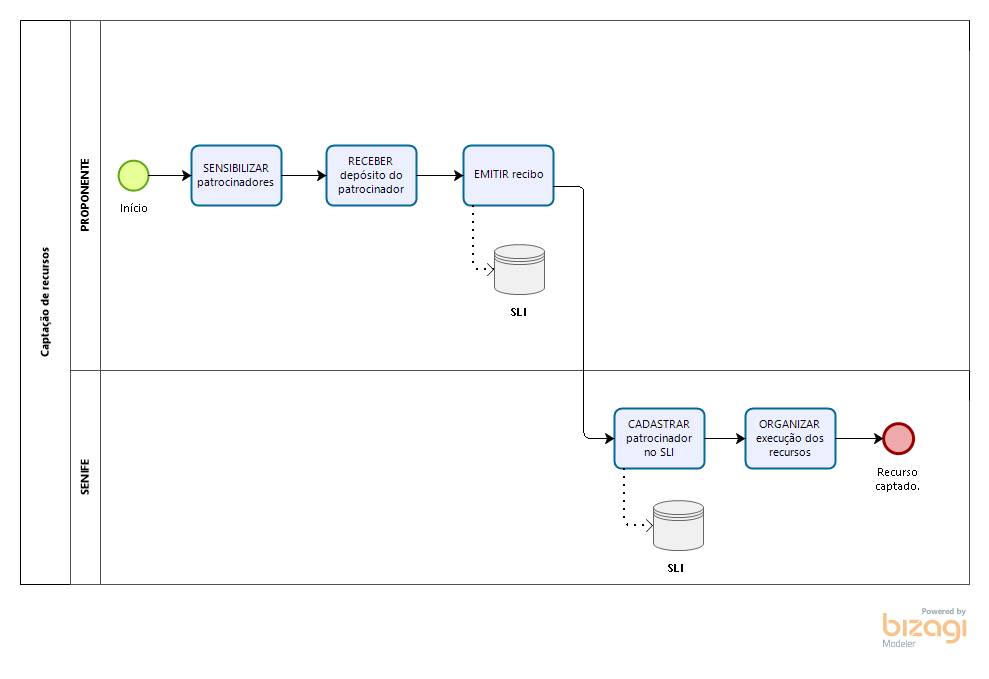 Captação de recursos
PROPONENTE
Início
SENSIBILIZAR
patrocinadores
RECEBER
depósito do
patrocinador
EMITIR recibo
SLI
SENIFE
CADASTRAR
patrocinador
no SLI
ORGANIZAR
execução dos
recursos
Recurso
captado.
SLI
Powered by
bizagi
Modeler